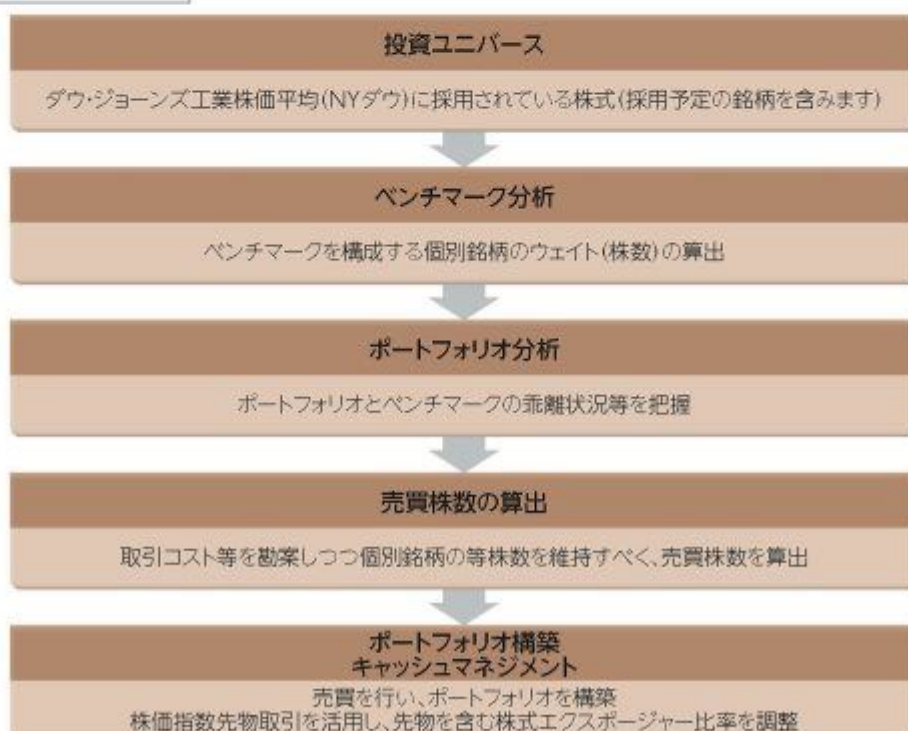 投資ユニバース
ダウ・ジョーンズ工業株価平均(NYダウ)に採用されている株式(採用予定の銘柄を含みます)
ベンチマーク分析
ベンチマークを構成する個別銘柄のウェイト(株数)の算出
ポートフォリオ分析
ポートフォリオとベンチマークの乖離状況等を把握
売買株数の算出
取引コスト等を勘案しつつ個別銘柄の等株数を維持すべく、売買株数を算出
ポートフォリオ構築
キャッシュマネジメント
売買を行い、ポートフォリオを構築
株価指数先物取引を活用し、先物を含む株式エクスポージャー比率を調整